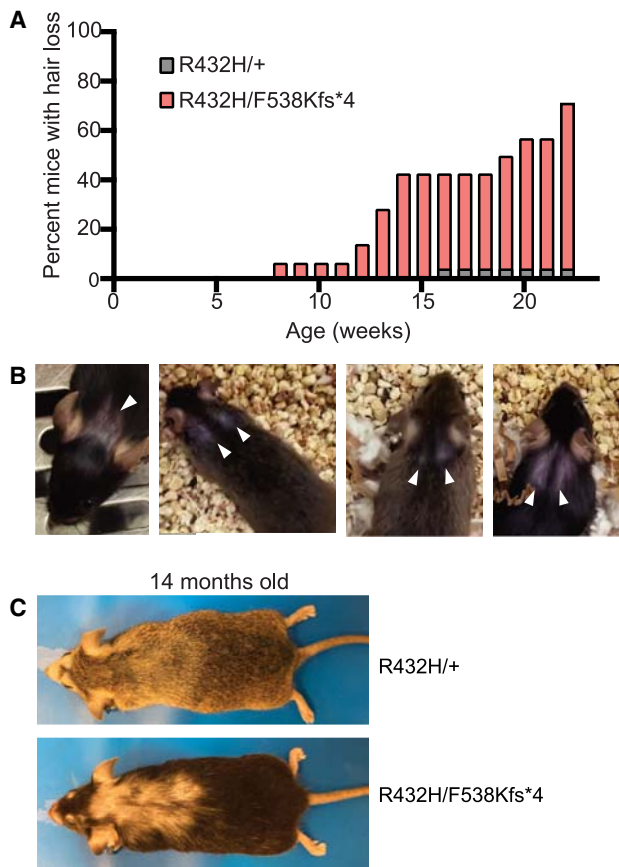 A
Percent mice with hair loss
100
80
60
40
20
0
R432H/+
R432H/F538Kfs*4
0 5 10 15 20
Age (weeks)
B
14 months old
C
R432H/+
R432H/F538Kfs*4